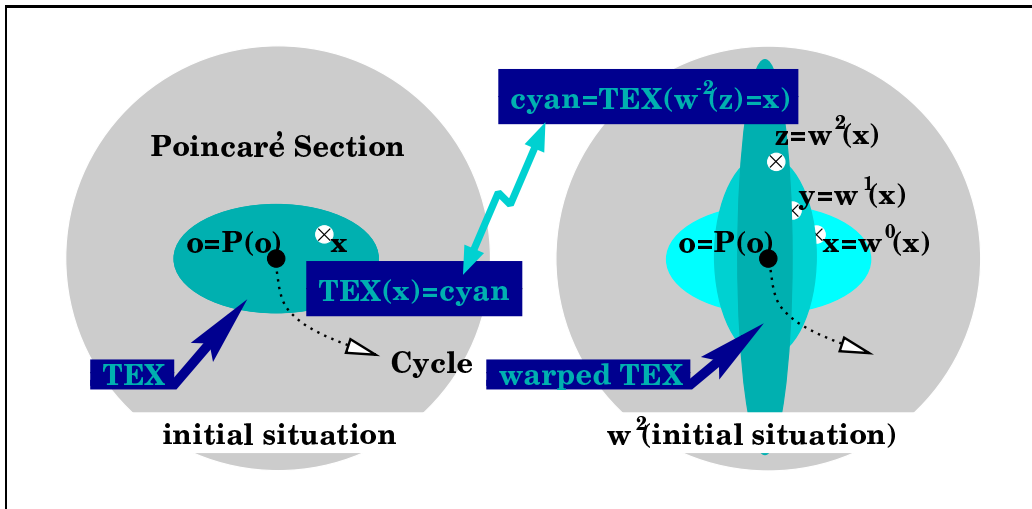 Poincaré Section
o=P(o)
x
TEX(x)=cyan
TEX
Cycle
initial situation
cyan=TEX(w⁻²(z)=x)
z=w²(x)
y=w¹(x)
o=P(o)
x=w⁰(x)
warped TEX
w²(initial situation)